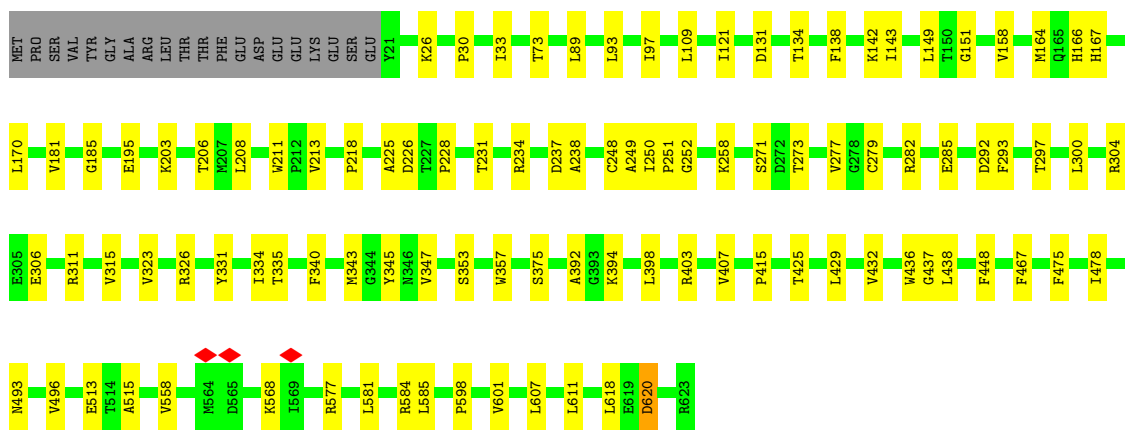 MET PRO SER VAL TYR GLY ALA ARG LEU THR THR PHE GLU ASP GLU GLU LYS GLU SER GLU Y21 K26 P30 I33 T73 L89 L93 I97 L109 I121 D131 T134 F138 K142 I143 L149 T150 G151 V158 M164 Q165 H166 H167
L170 V181 G185 E195 K203 T206 M207 L208 W211 P212 V213 P218 A225 D226 T227 P228 T231 R234 D237 A238 C248 A249 I250 P251 G252 K258 S271 D272 T273 V277 G278 C279 R282 E285 D292 F293 T297 L300 R304
E305 E306 R311 V315 V323 R326 Y331 I334 T335 F340 M343 G344 Y345 N346 V347 S353 W357 S375 A392 G393 K394 L398 R403 V407 P415 T425 L429 V432 W436 G437 L438 F448 F467 F475 I478
N493 V496 E513 T514 A515 V558 M564 D565 K568 I569 R577 L581 R584 L585 P598 V601 L607 L611 L618 E619 D620 R623